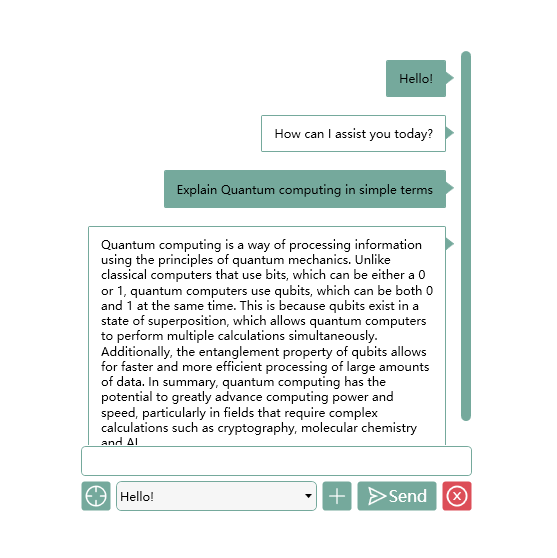 Hello!
How can I assist you today?
Explain Quantum computing in simple terms
Quantum computing is a way of processing information
using the principles of quantum mechanics. Unlike
classical computers that use bits, which can be either a 0
or 1, quantum computers use qubits, which can be both 0
and 1 at the same time. This is because qubits exist in a
state of superposition, which allows quantum computers
to perform multiple calculations simultaneously.
Additionally, the entanglement property of qubits allows
for faster and more efficient processing of large amounts
of data. In summary, quantum computing has the
potential to greatly advance computing power and
speed, particularly in fields that require complex
calculations such as cryptography, molecular chemistry
and AI
Hello!
Send